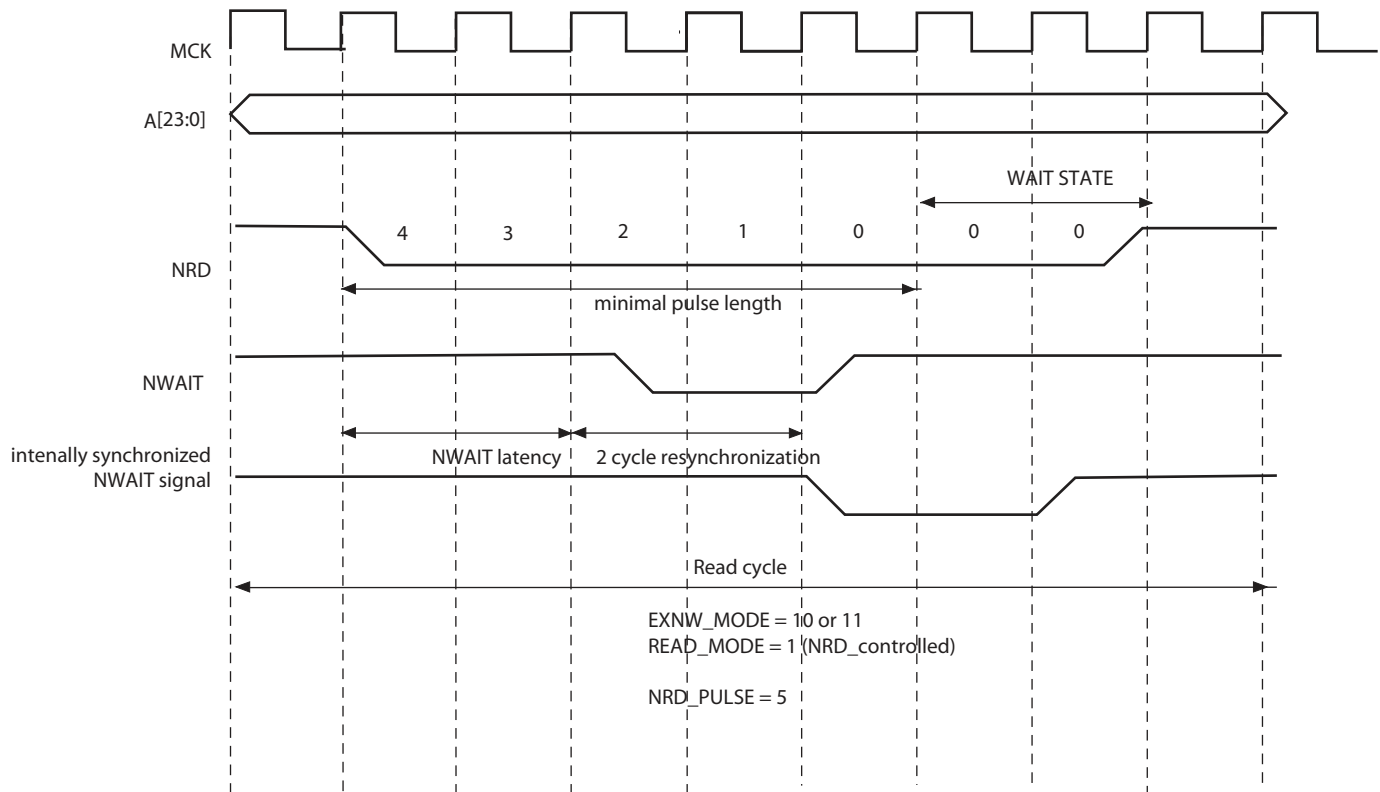 MCK
A[23:0]
WAIT STATE
4 3 2 1 0 0 0
NRD
minimal pulse length
NWAIT
intenally synchronized
NWAIT signal
NWAIT latency
2 cycle resynchronization
Read cycle
EXNW_MODE = 10 or 11
READ_MODE = 1 (NRD_controlled)
NRD_PULSE = 5